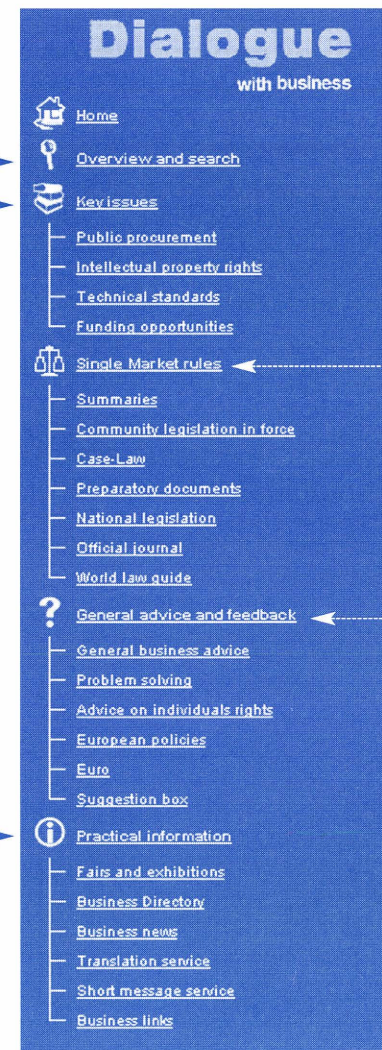 Dialogue
with business
Home
Overview and search
Key issues
Public procurement
Intellectual property rights
Technical standards
Funding opportunities
Single Market rules
Summaries
Community legislation in force
Case-Law
Preparatory documents
National legislation
Official journal
World law guide
General advice and feedback
General business advice
Problem solving
Advice on individuals rights
European policies
Euro
Suggestion box
Practical information
Fairs and exhibitions
Business Directory
Business news
Translation service
Short message service
Business links